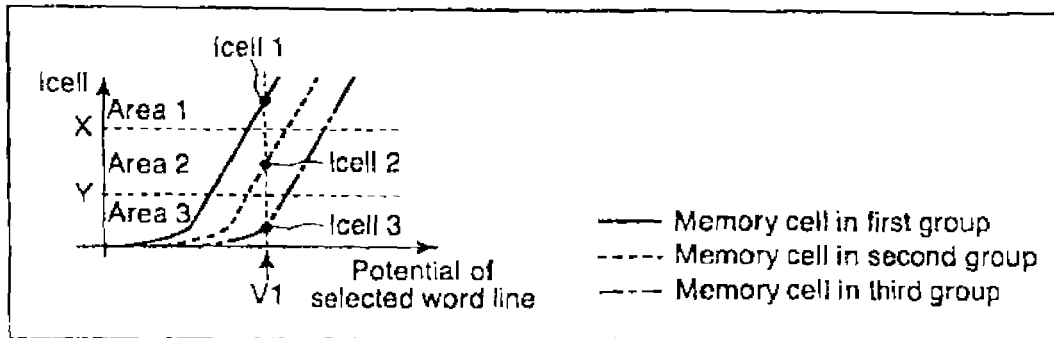 Icell 1
Icell
Area 1
X
Area 2
Icell 2
Y
Area 3
Icell 3
Potential of
selected word line
V1
Memory cell in first group
Memory cell in second group
Memory cell in third group